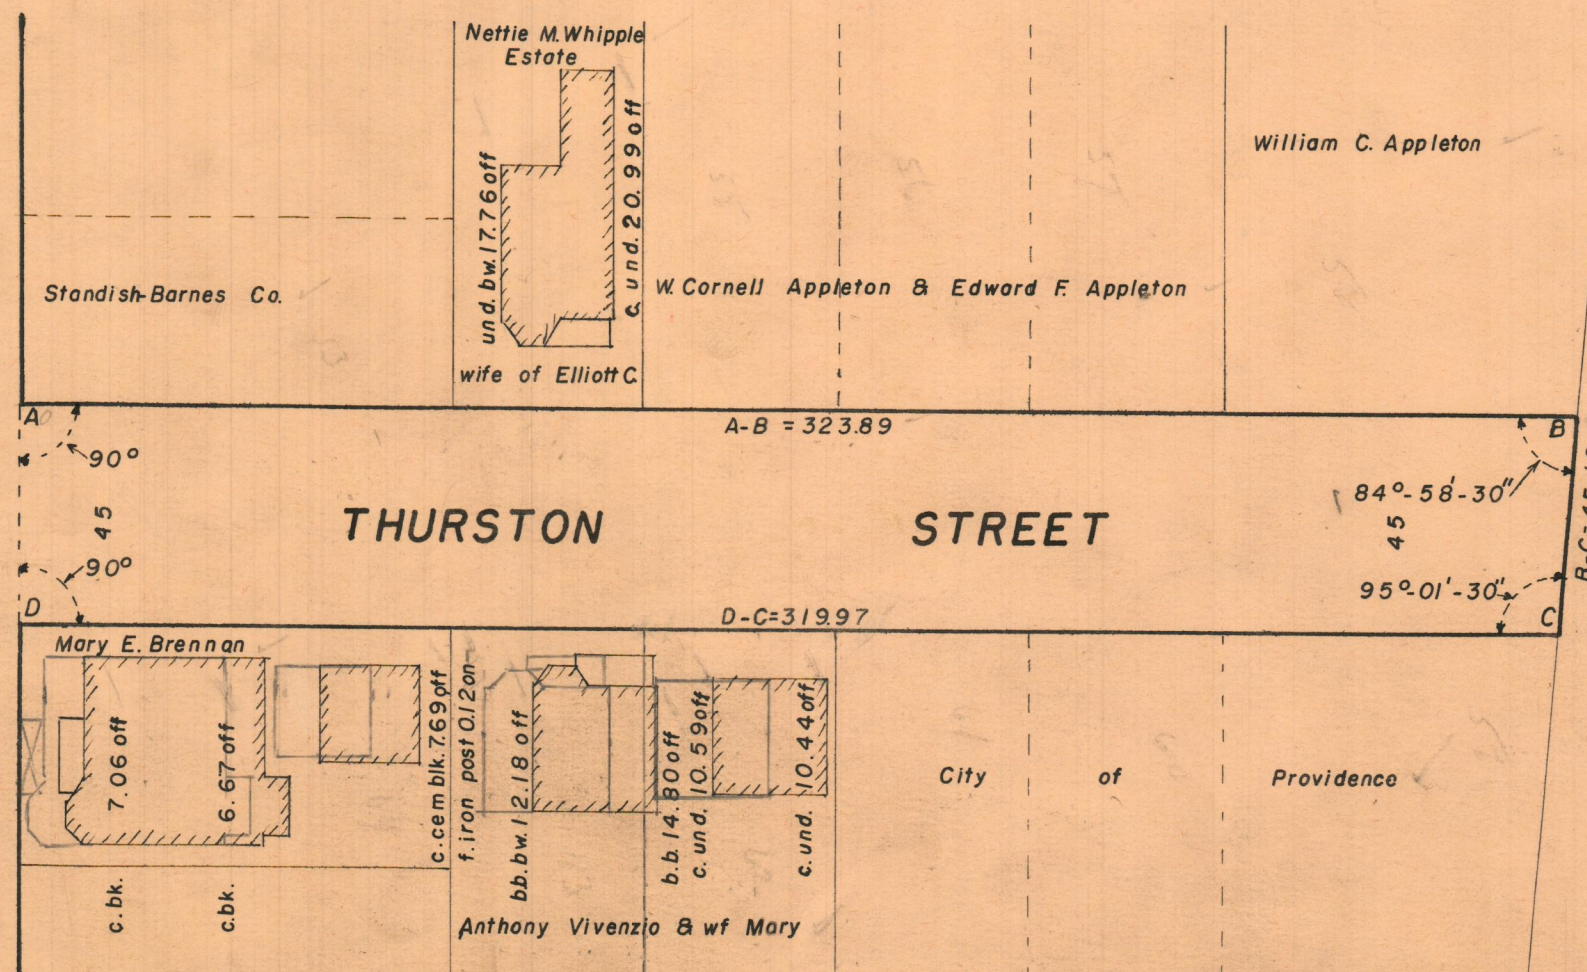 Nettie M. Whipple
Estate
und. bw. 17.76 off
c. und. 20.99 off
William C. Appleton
Standish-Barnes Co.
W. Cornell Appleton & Edward F. Appleton
wife of Elliott C.
A
A-B = 323.89
B
90°
84°-58'-30"
45
THURSTON STREET
45
90°
95°-01'-30"
D
D-C=319.97
C
Mary E. Brennan
7.06 off
6.67 off
c. cem blk. 7.69 off
f. iron post 0.12 on
b.b. bw. 12.18 off
b.b. 14.80 off
c. und. 10.59 off
c. und. 10.44 off
City of Providence
c. bk.
c. bk.
Anthony Vivenzio & wf Mary